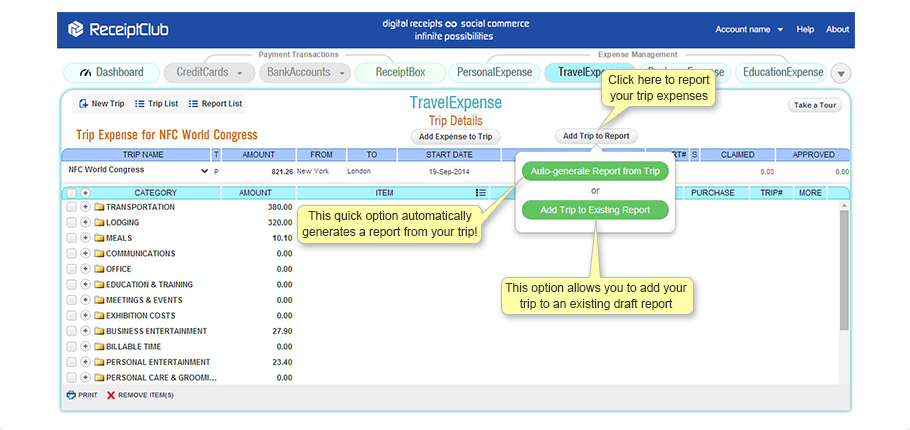 ReceiptClub
digital receipts ∞ social commerce
infinite possibilities
Account name
Help
About
Payment Transactions
Expense Management
Dashboard
CreditCards
BankAccounts
ReceiptBox
PersonalExpense
TravelExpe
EducationExpense
Click here to report
your trip expenses
New Trip
Trip List
Report List
TravelExpense
Trip Details
Take a Tour
Trip Expense for NFC World Congress
Add Expense to Trip
Add Trip to Report
TRIP NAME T AMOUNT FROM TO START DATE RT# S CLAIMED APPROVED
NFC World Congress P 821.26 New York London 19-Sep-2014 0.00 0.00
Auto-generate Report from Trip
or
Add Trip to Existing Report
CATEGORY AMOUNT ITEM PURCHASE TRIP# MORE
TRANSPORTATION 380.00
LODGING 320.00
MEALS 10.10
COMMUNICATIONS 0.00
OFFICE 0.00
EDUCATION & TRAINING 0.00
MEETINGS & EVENTS 0.00
EXHIBITION COSTS 0.00
BUSINESS ENTERTAINMENT 27.90
BILLABLE TIME 0.00
PERSONAL ENTERTAINMENT 23.40
PERSONAL CARE & GROOMI... 0.00
This quick option automatically
generates a report from your trip!
This option allows you to add your
trip to an existing draft report
PRINT
REMOVE ITEM(S)